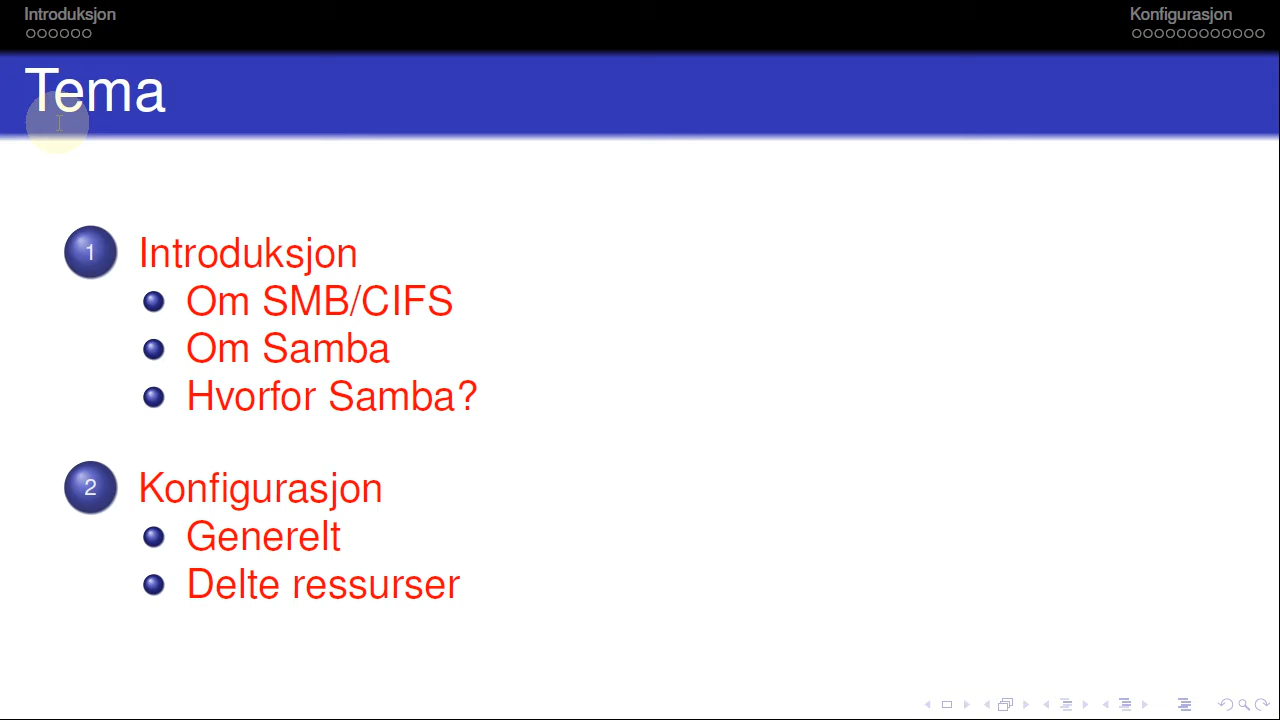 Introduksjon
Konfigurasjon
Tema
1 Introduksjon
Om SMB/CIFS
Om Samba
Hvorfor Samba?
2 Konfigurasjon
Generelt
Delte ressurser